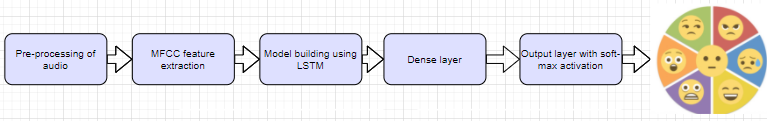 Pre-processing of
audio
MFCC feature
extraction
Model building using
LSTM
Dense layer
Output layer with soft-
max activation